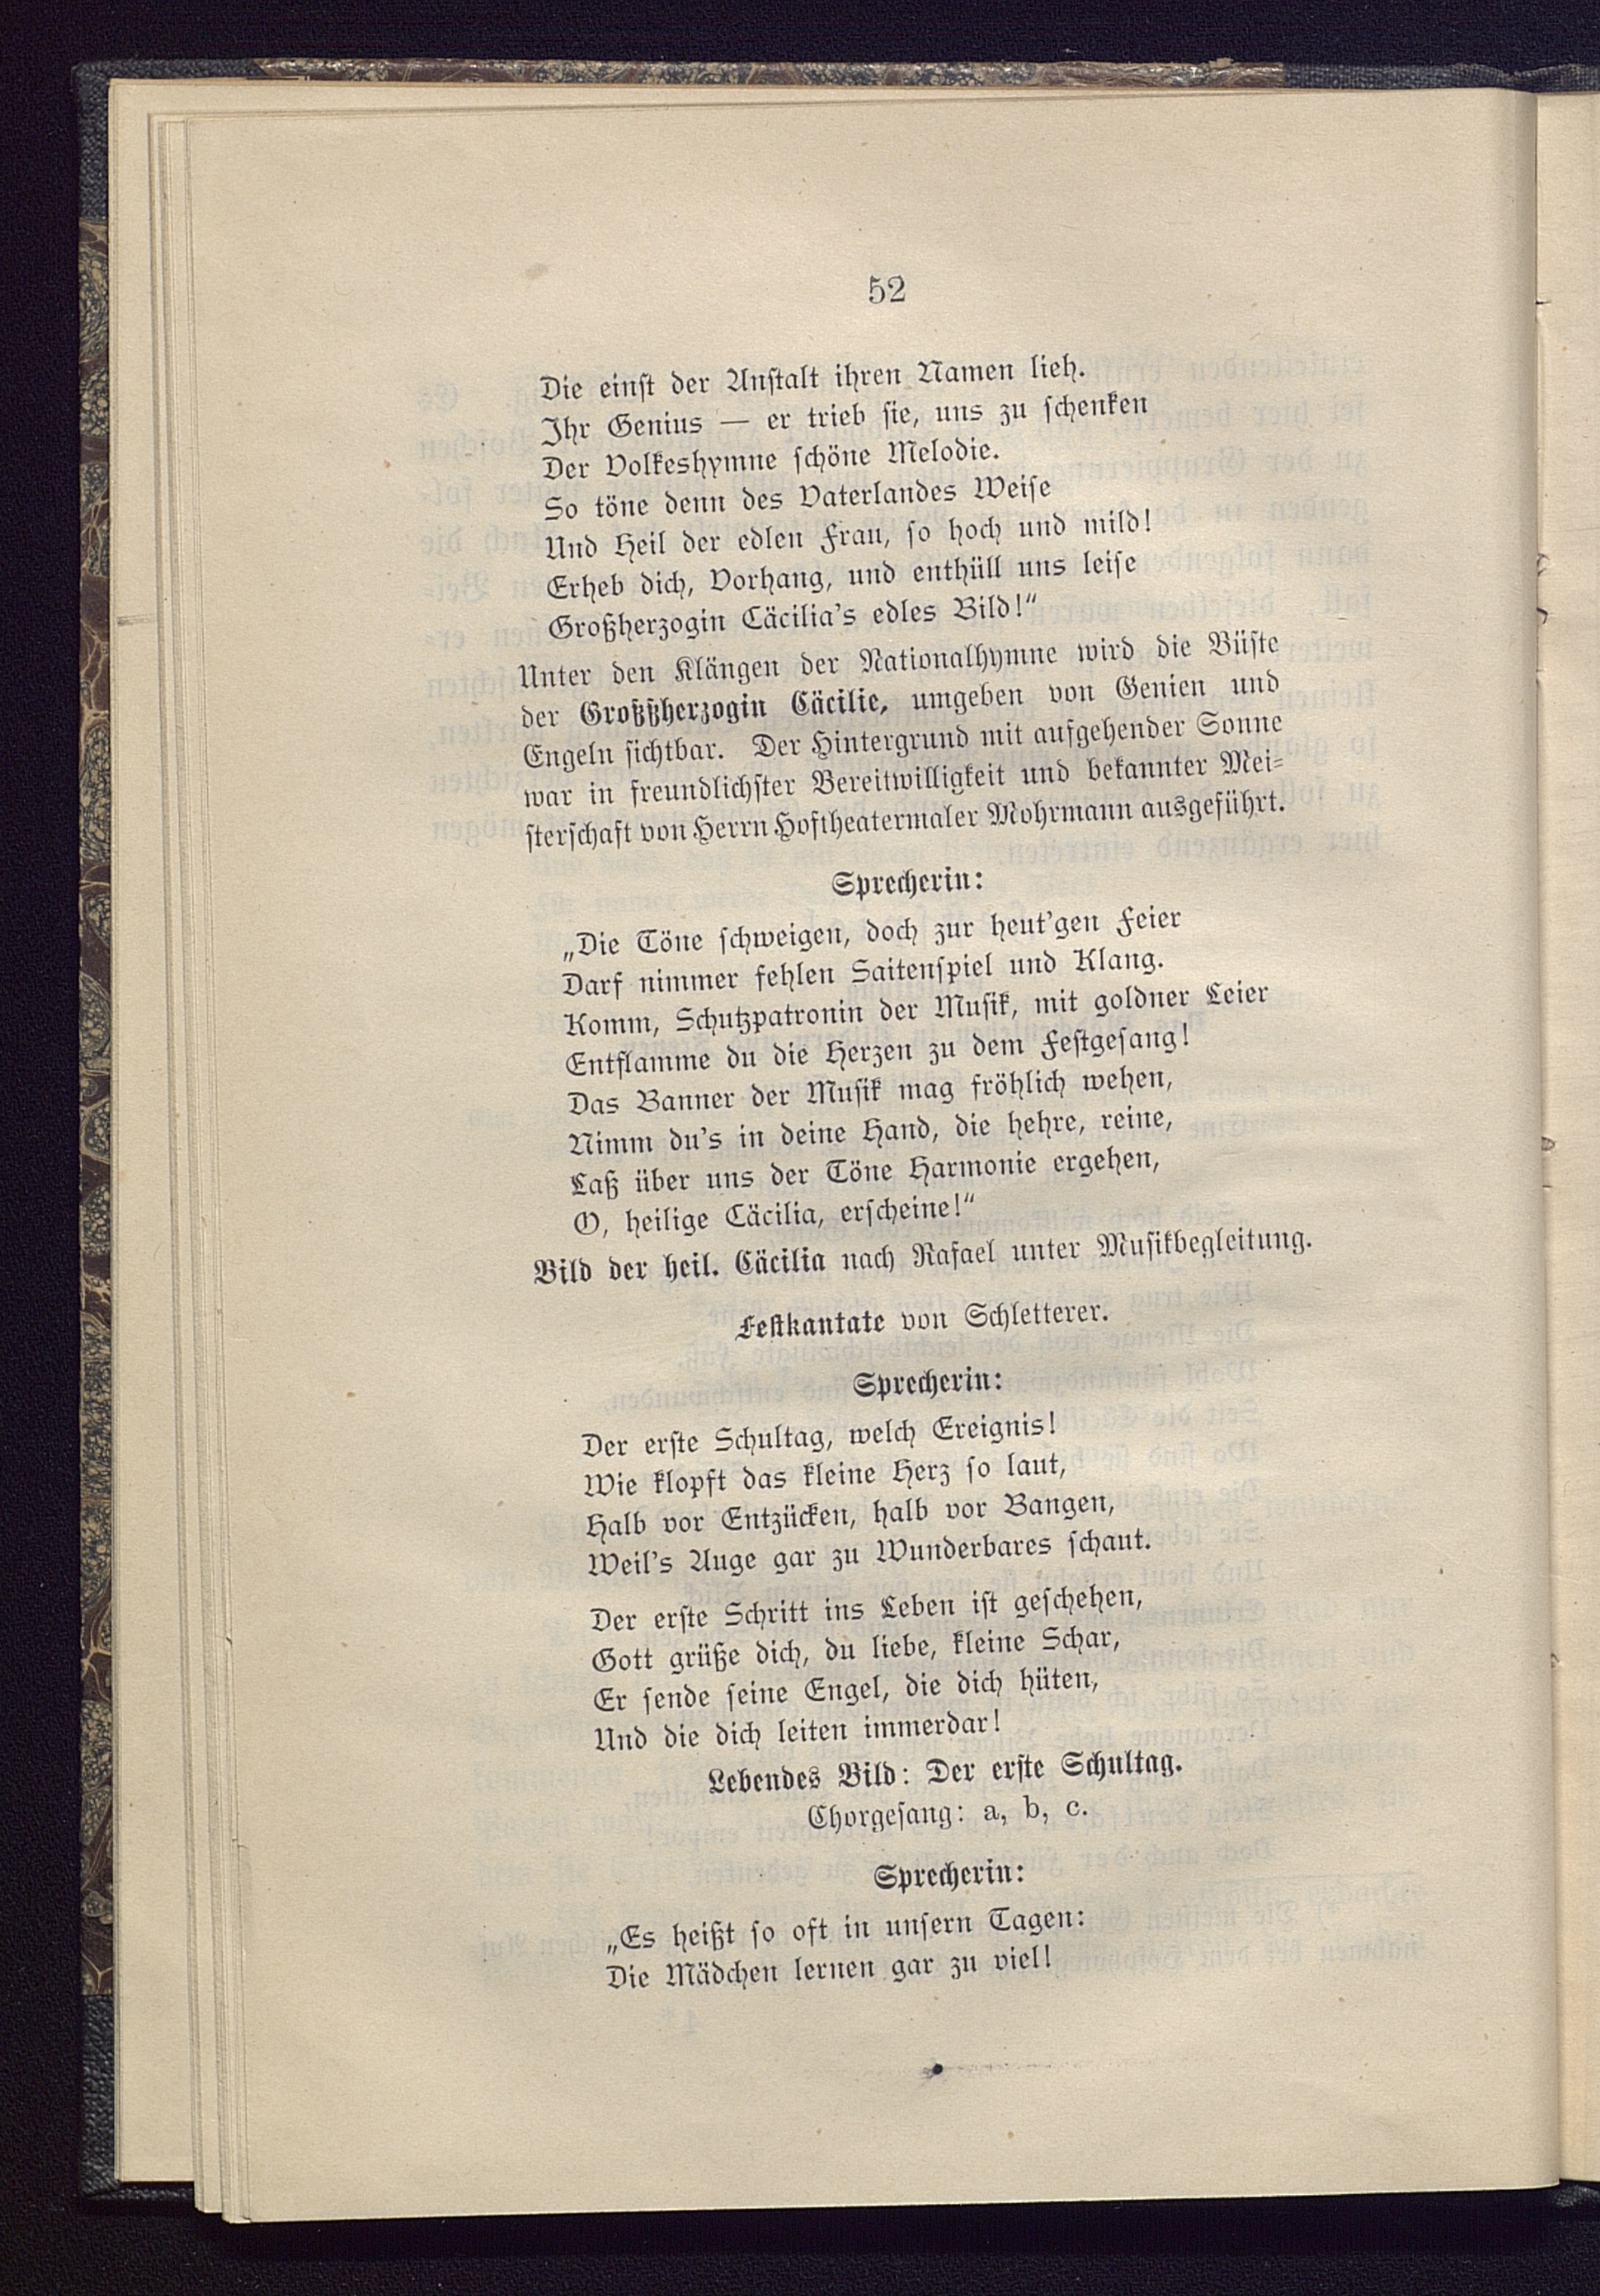 52
Die einst der Anstalt ihren Namen lieh.
Ihr Genius — er trieb sie, uns zu schenken
Der Volkeshymne schöne Melodie.
So töne denn des Vaterlandes Weise
Und Heil der edlen Frau, so hoch und mild!
Erheb dich, Vorhang, und enthüll uns leise
Großherzogin Cäcilia's edles Bild!“
Unter den Klängen der Nationalhymne wird die Büste
der Großßherzogin Cäcilie, umgeben von Genien und
Engeln sichtbar. Der Hintergrund mit aufgehender Sonne
war in freundlichster Bereitwilligkeit und bekannter Mei-
sterschaft von Herrn Hoftheatermaler Mohrmann ausgeführt.
Sprecherin:
„Die Töne schweigen, doch zur heut'gen Feier
Darf nimmer fehlen Saitenspiel und Klang.
Komm, Schutzpatronin der Musik, mit goldner Leier
Entflamme du die Herzen zu dem Festgesang!
Das Banner der Musik mag fröhlich wehen,
Nimm du's in deine Hand, die hehre, reine,
Laß über uns der Töne Harmonie ergehen,
O, heilige Cäcilia, erscheine!“
Bild der heil. Cäcilia nach Rafael unter Musikbegleitung.
Festkantate von Schletterer.
Sprecherin:
Der erste Schultag, welch Ereignis!
Wie klopft das kleine Herz so laut,
Halb vor Entzücken, halb vor Bangen,
Weil's Auge gar zu Wunderbares schaut.
Der erste Schritt ins Leben ist geschehen,
Gott grüße dich, du liebe, kleine Schar,
Er sende seine Engel, die dich hüten,
Und die dich leiten immerdar!
Lebendes Bild: Der erste Schultag.
Chorgesang: a, b, c.
Sprecherin:
„Es heißt so oft in unsern Tagen:
Die Mädchen lernen gar zu viel!